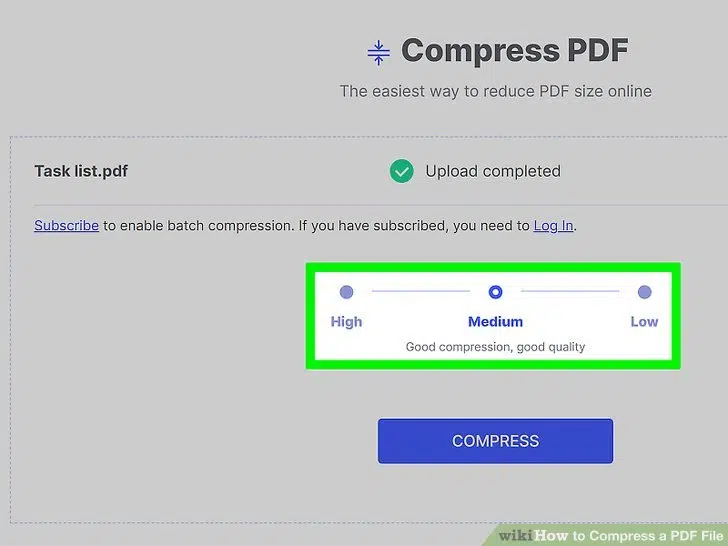 Compress PDF
The easiest way to reduce PDF size online
Task list.pdf
Upload completed
Subscribe to enable batch compression. If you have subscribed, you need to Log In.
High Medium Low
Good compression, good quality
COMPRESS
wikiHow to Compress a PDF File